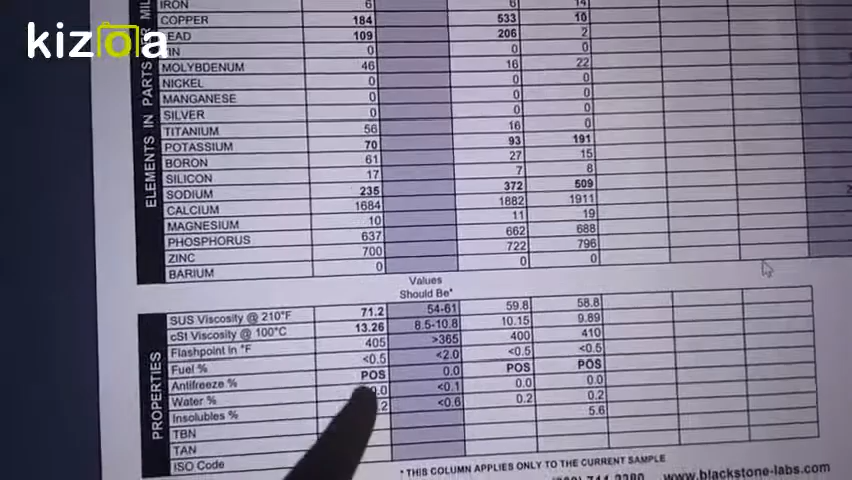 kizoa
ELEMENTS IN PARTS PER MIL
IRON 6 6 14
COPPER 184 533 10
LEAD 109 206 2
TIN 0 0 0
MOLYBDENUM 46 16 22
NICKEL 0 0 0
MANGANESE 0 0 0
SILVER 0 0 0
TITANIUM 56 16 0
POTASSIUM 70 93 191
BORON 61 27 15
SILICON 17 7 8
SODIUM 235 372 509
CALCIUM 1684 1882 1911
MAGNESIUM 10 11 19
PHOSPHORUS 637 662 688
ZINC 700 722 796
BARIUM 0 0 0
Values
Should Be*
PROPERTIES
SUS Viscosity @ 210°F 71.2 54-61 59.8 58.8
cSt Viscosity @ 100°C 13.26 8.5-10.8 10.15 9.89
Flashpoint in °F 405 >365 400 410
Fuel % <0.5 <2.0 <0.5 <0.5
Antifreeze % POS 0.0 POS POS
Water % 0.0 <0.1 0.0 0.0
Insolubles % .2 <0.6 0.2 0.2
TBN 5.6
TAN
ISO Code
* THIS COLUMN APPLIES ONLY TO THE CURRENT SAMPLE
www.blackstone-labs.com